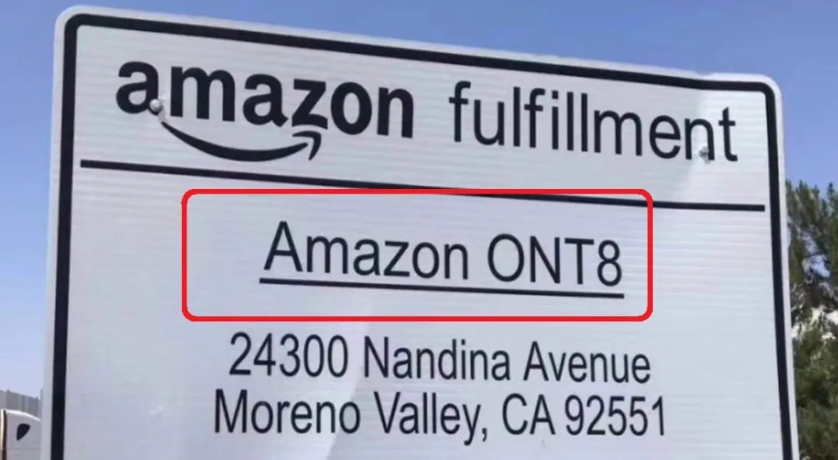 amazon fulfillment
Amazon ONT8
24300 Nandina Avenue
Moreno Valley, CA 92551